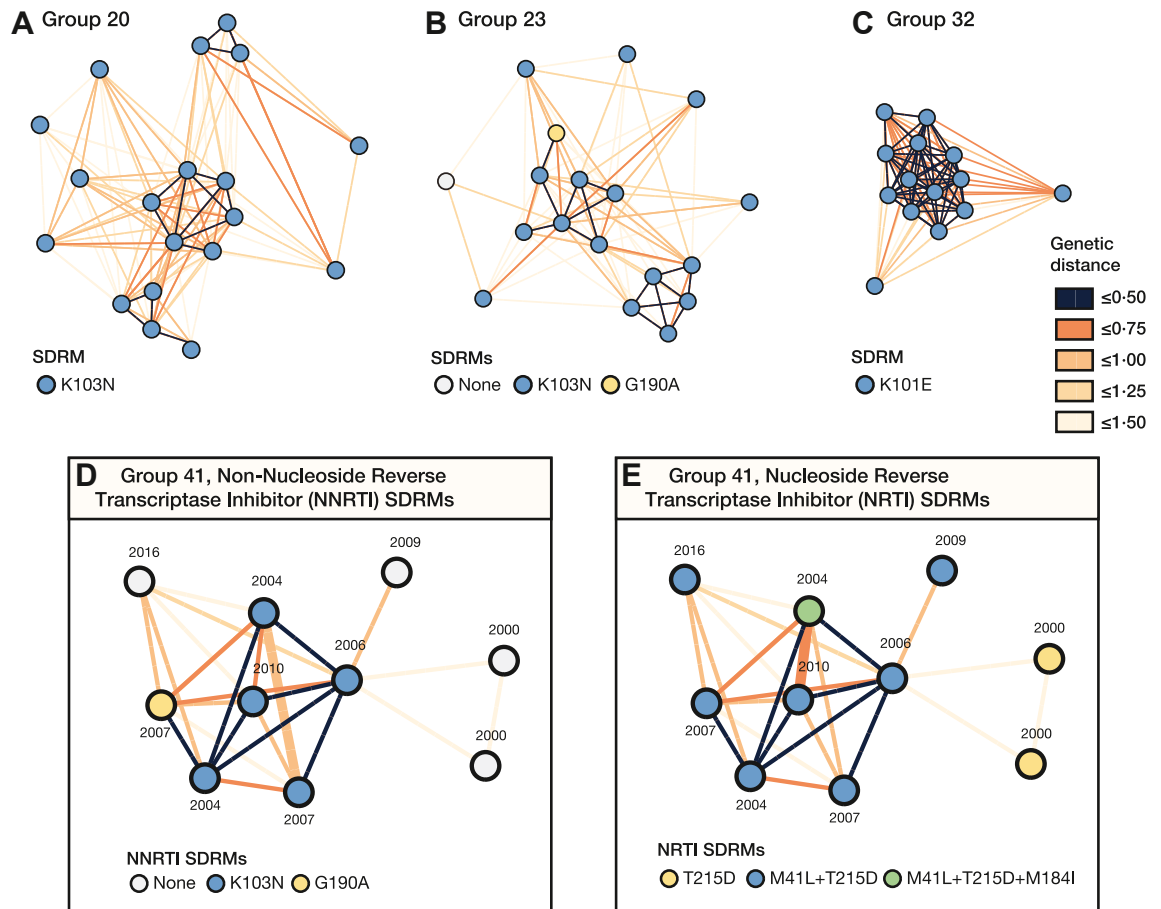 A Group 20
B Group 23
C Group 32
SDRM
K103N
SDRMs
None K103N G190A
SDRM
K101E
Genetic
distance
≤0·50
≤0·75
≤1·00
≤1·25
≤1·50
D Group 41, Non-Nucleoside Reverse
Transcriptase Inhibitor (NNRTI) SDRMs
2016
2009
2004
2000
2006
2010
2007
2000
2004
2007
NNRTI SDRMs
None K103N G190A
E Group 41, Nucleoside Reverse
Transcriptase Inhibitor (NRTI) SDRMs
2016
2009
2004
2000
2006
2010
2007
2000
2004
2007
NRTI SDRMs
T215D M41L+T215D M41L+T215D+M184I